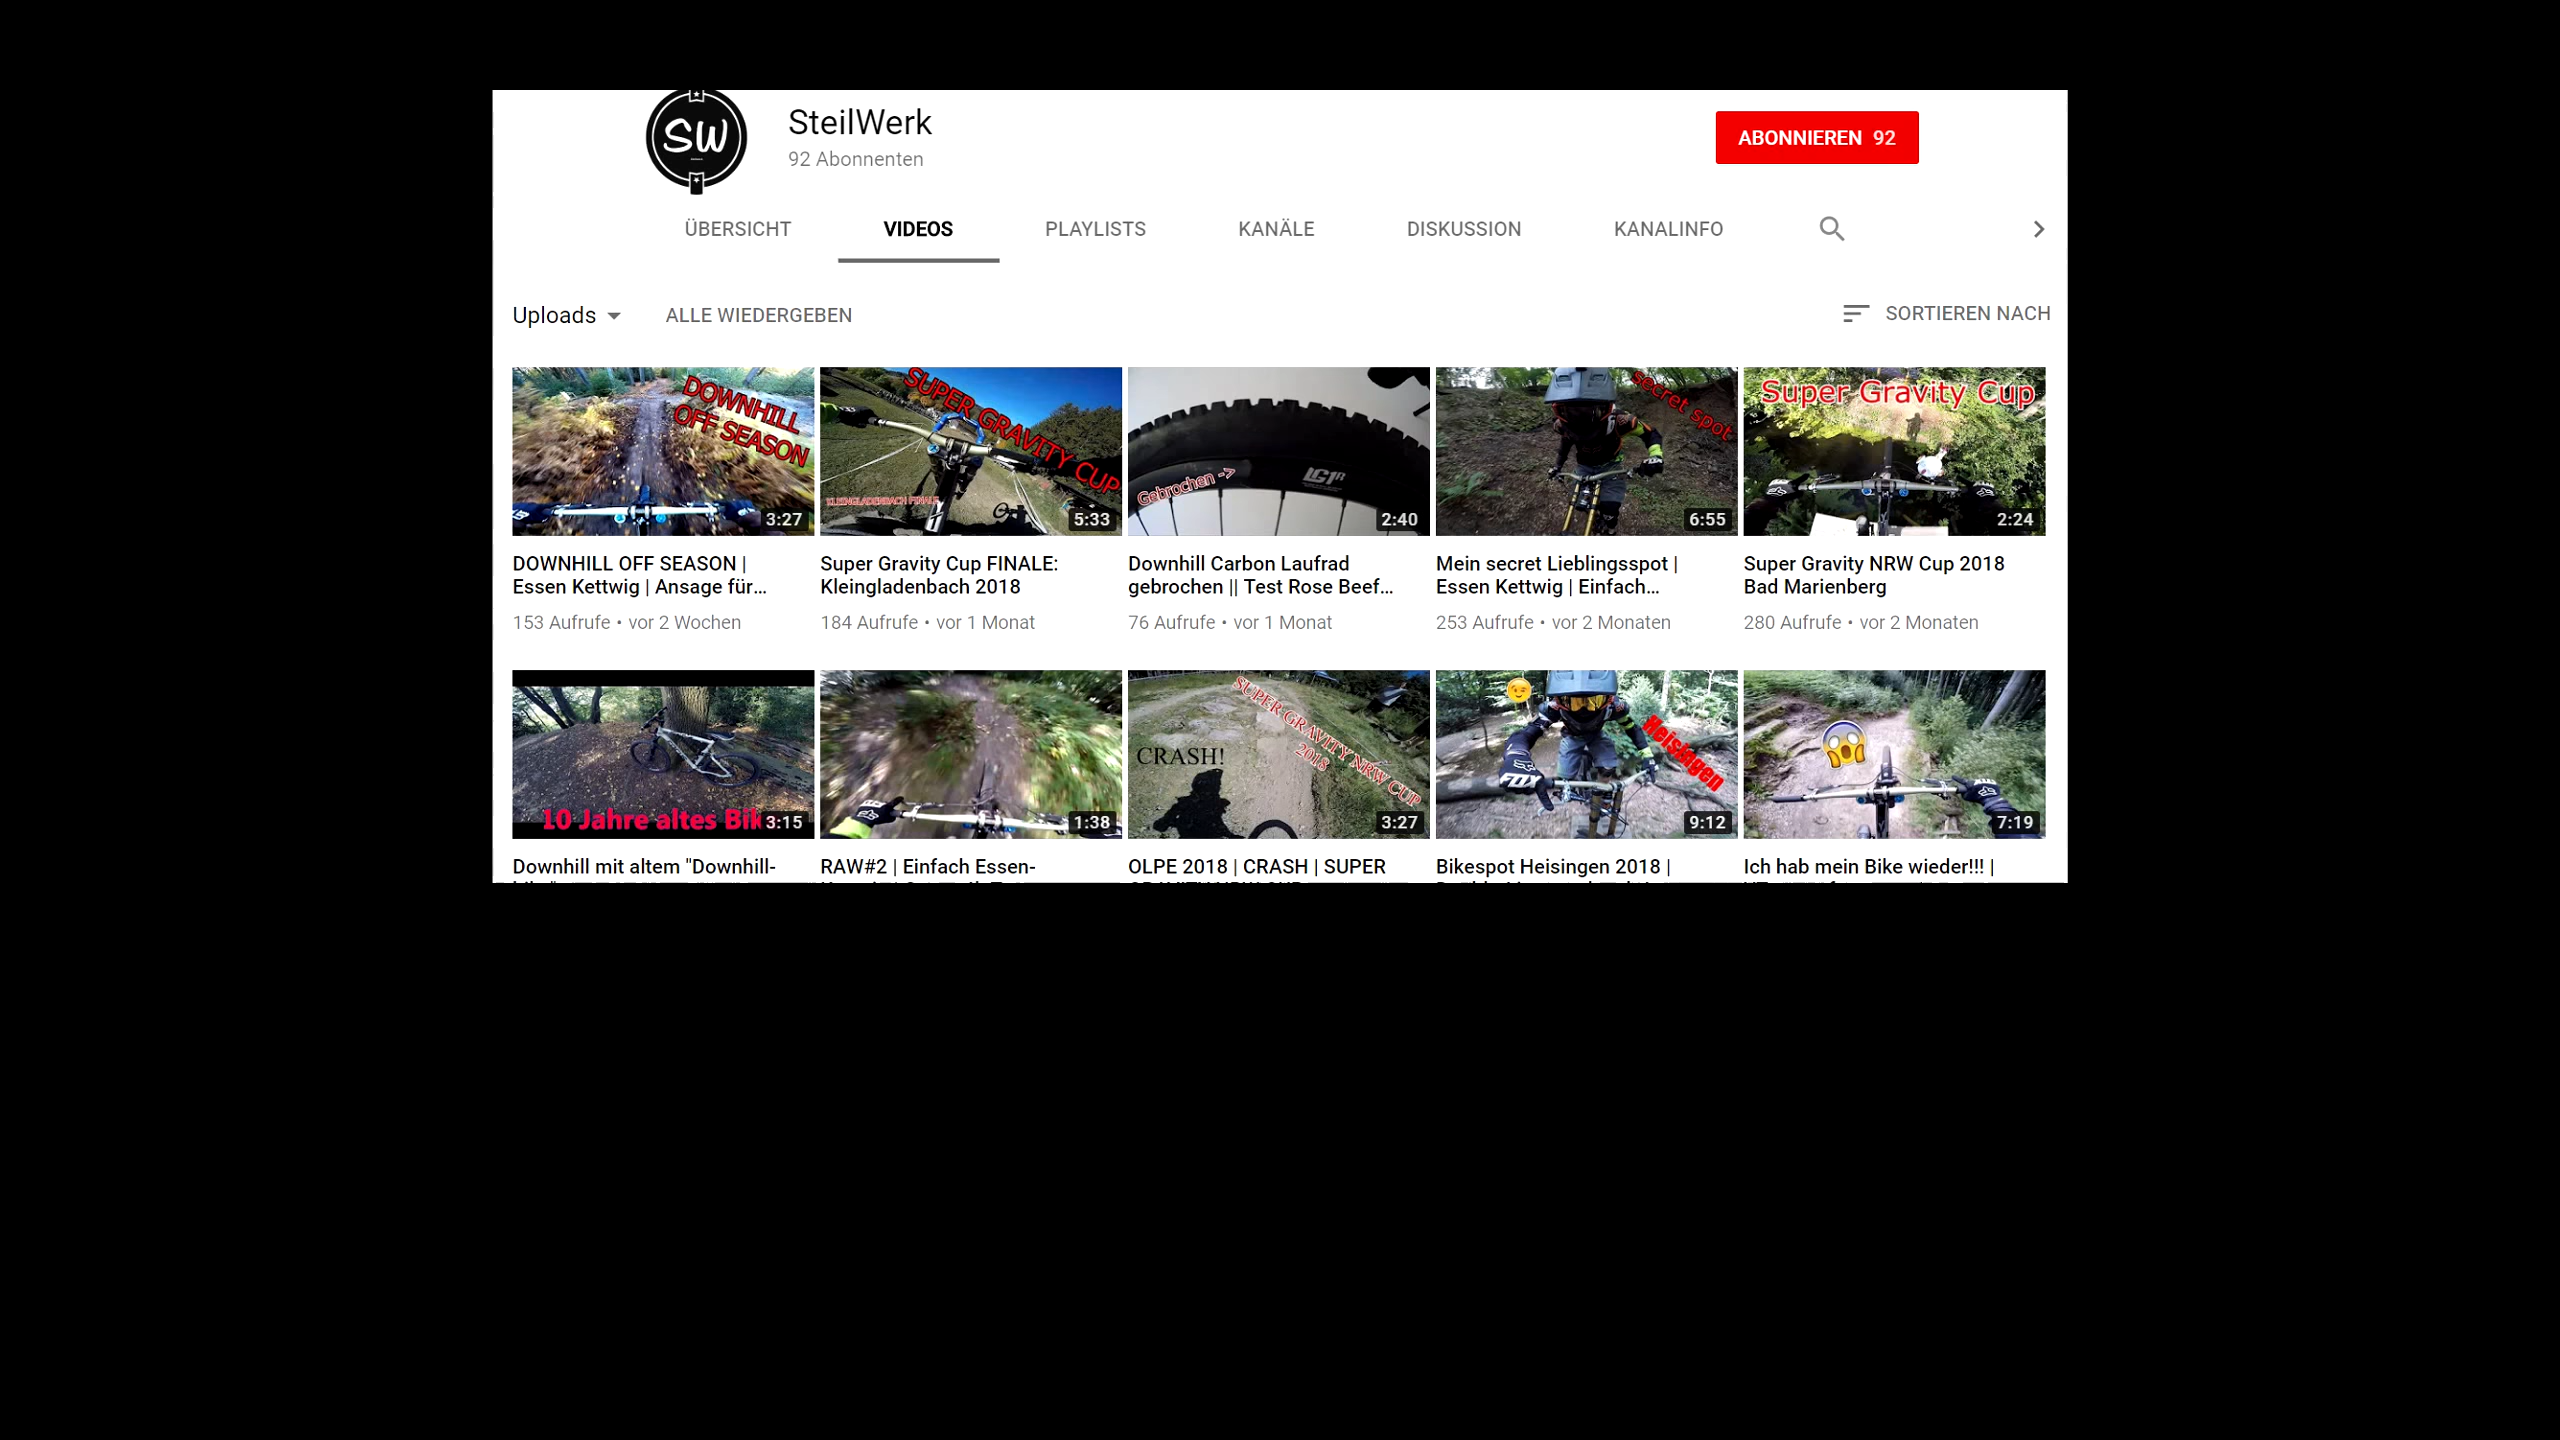 SW
SteilWerk
92 Abonnenten
ABONNIEREN 92
ÜBERSICHT VIDEOS PLAYLISTS KANÄLE DISKUSSION KANALINFO
Uploads ALLE WIEDERGEBEN SORTIEREN NACH
DOWNHILL
OFF SEASON
3:27
SUPER GRAVITY CUP
KLEINGLADENBACH FINALE
5:33
Gebrochen ->
LG1R
2:40
secret spot
6:55
Super Gravity Cup
2:24
DOWNHILL OFF SEASON |
Essen Kettwig | Ansage für...
153 Aufrufe • vor 2 Wochen
Super Gravity Cup FINALE:
Kleingladenbach 2018
184 Aufrufe • vor 1 Monat
Downhill Carbon Laufrad
gebrochen || Test Rose Beef...
76 Aufrufe • vor 1 Monat
Mein secret Lieblingsspot |
Essen Kettwig | Einfach...
253 Aufrufe • vor 2 Monaten
Super Gravity NRW Cup 2018
Bad Marienberg
280 Aufrufe • vor 2 Monaten
10 Jahre altes Bik
3:15
1:38
SUPER GRAVITY NRW CUP
2018
CRASH!
3:27
Heisigen
FOX
9:12
7:19
Downhill mit altem "Downhill-
RAW#2 | Einfach Essen-
OLPE 2018 | CRASH | SUPER
Bikespot Heisingen 2018 |
Ich hab mein Bike wieder!!! |